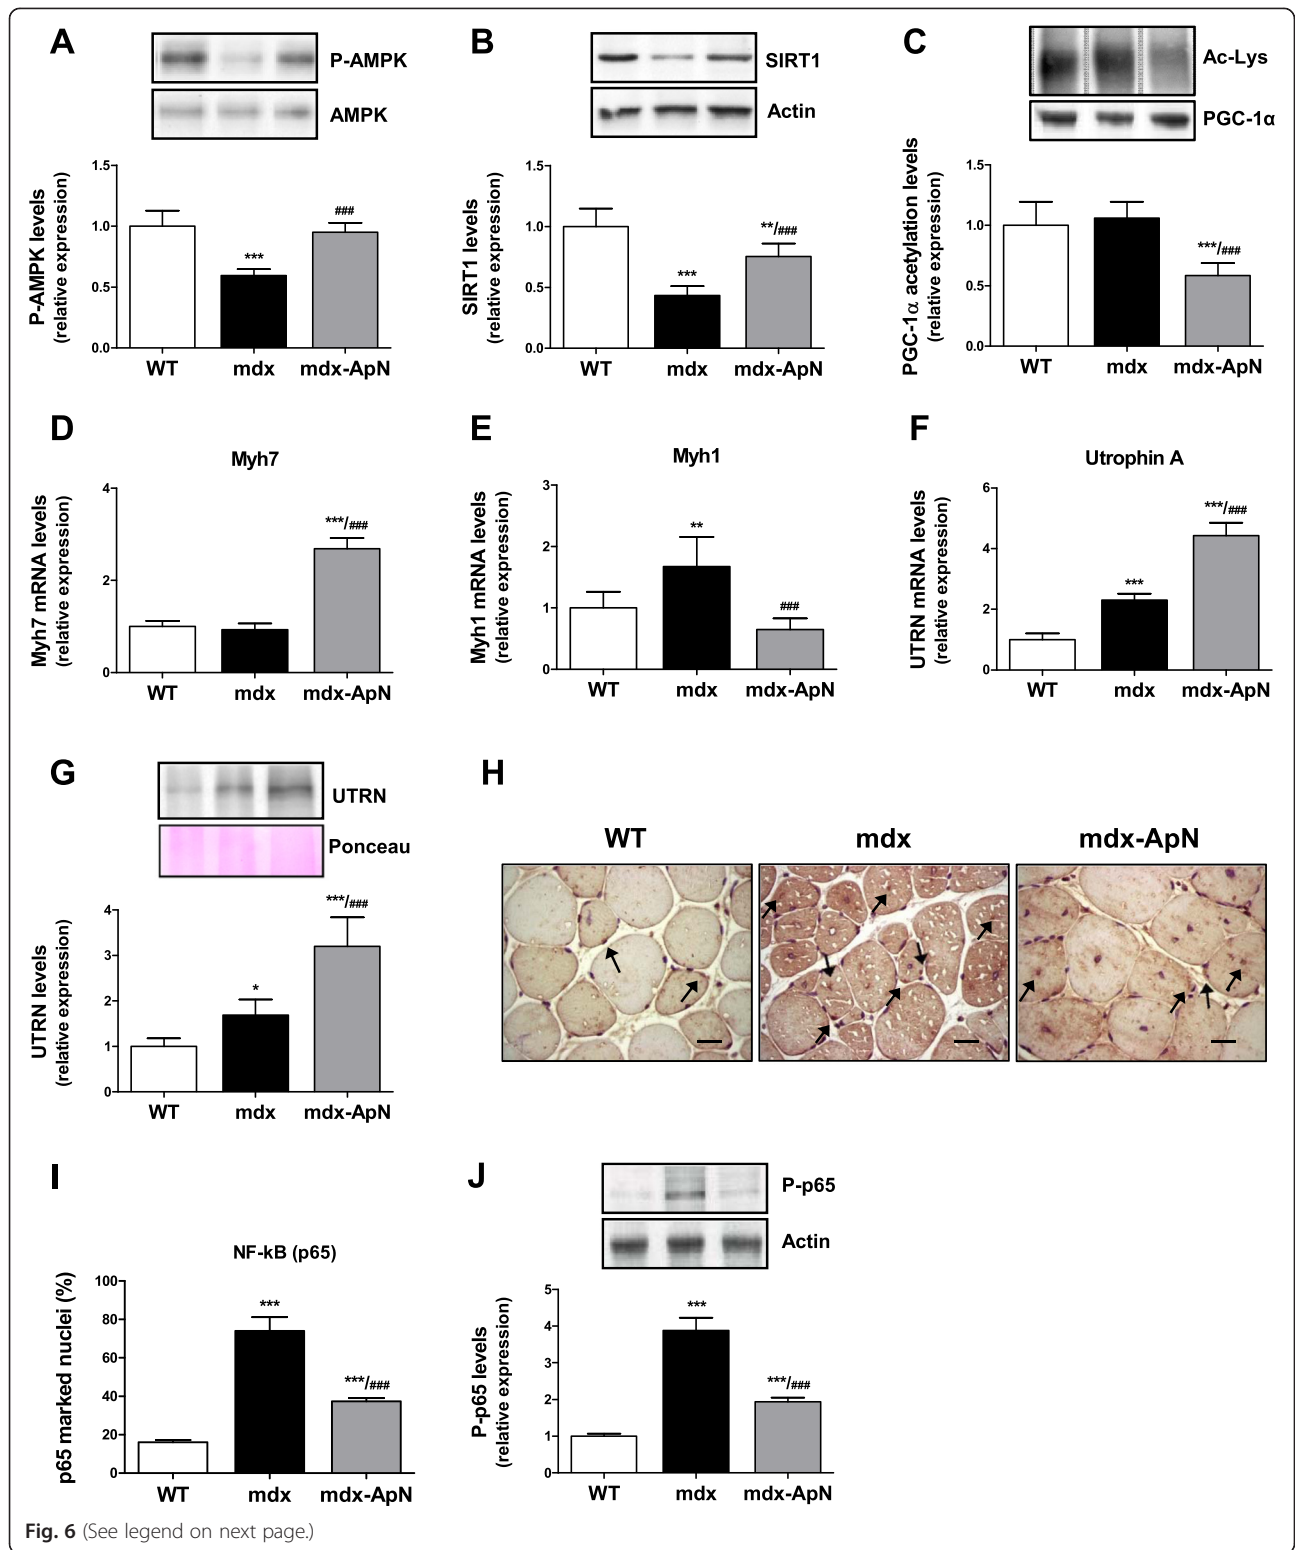 A
P-AMPK
AMPK
P-AMPK levels
(relative expression)
1.5
1.0
0.5
0.0
***
###
WT mdx mdx-ApN
B
SIRT1
Actin
SIRT1 levels
(relative expression)
1.5
1.0
0.5
0.0
***
**/###
WT mdx mdx-ApN
C
Ac-Lys
PGC-1α
PGC-1α acetylation levels
(relative expression)
1.5
1.0
0.5
0.0
***/###
WT mdx mdx-ApN
D
Myh7
Myh7 mRNA levels
(relative expression)
4
2
0
***/###
WT mdx mdx-ApN
E
Myh1
Myh1 mRNA levels
(relative expression)
3
2
1
0
**
###
WT mdx mdx-ApN
F
Utrophin A
UTRN mRNA levels
(relative expression)
6
4
2
0
***
***/###
WT mdx mdx-ApN
G
UTRN
Ponceau
UTRN levels
(relative expression)
4
3
2
1
0
*
***/###
WT mdx mdx-ApN
H
WT mdx mdx-ApN
I
NF-kB (p65)
p65 marked nuclei (%)
100
80
60
40
20
0
***
***/###
WT mdx mdx-ApN
J
P-p65
Actin
P-p65 levels
(relative expression)
5
4
3
2
1
0
***
***/###
WT mdx mdx-ApN
Fig. 6 (See legend on next page.)